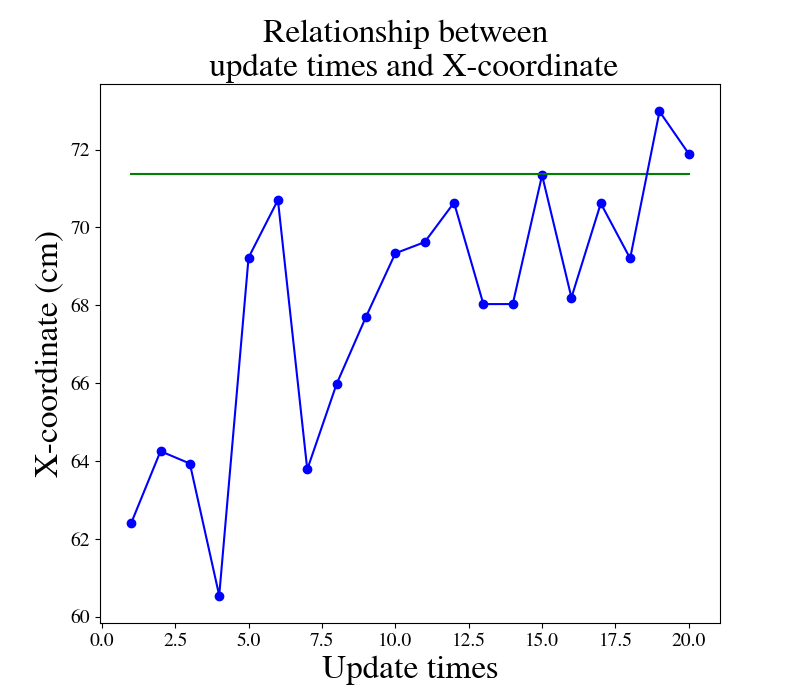 Relationship between
update times and X-coordinate
X-coordinate (cm)
72
70
68
66
64
62
60
0.0 2.5 5.0 7.5 10.0 12.5 15.0 17.5 20.0
Update times